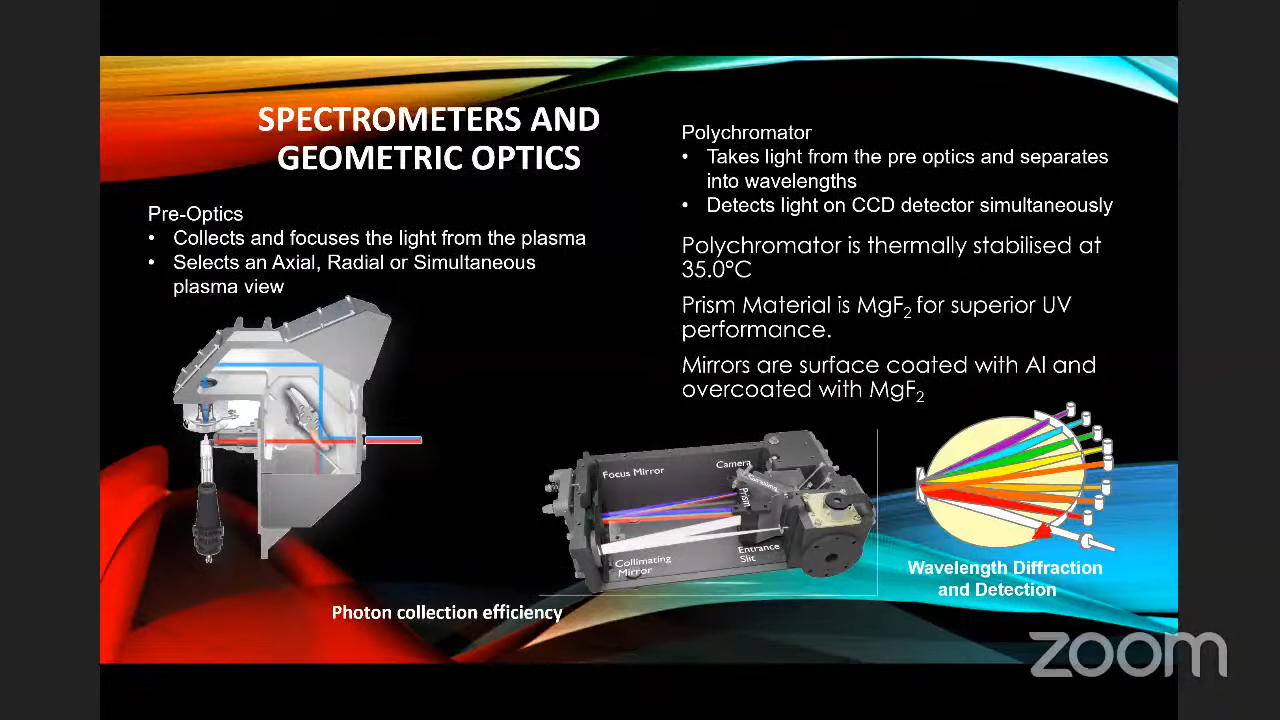 SPECTROMETERS AND
GEOMETRIC OPTICS
Pre-Optics
• Collects and focuses the light from the plasma
• Selects an Axial, Radial or Simultaneous
plasma view
Polychromator
• Takes light from the pre optics and separates
into wavelengths
• Detects light on CCD detector simultaneously
Polychromator is thermally stabilised at
35.0°C
Prism Material is MgF₂ for superior UV
performance.
Mirrors are surface coated with Al and
overcoated with MgF₂
Focus Mirror
Camera
Prism
Collimating
Mirror
Entrance
Slit
Wavelength Diffraction
and Detection
Photon collection efficiency
zoom